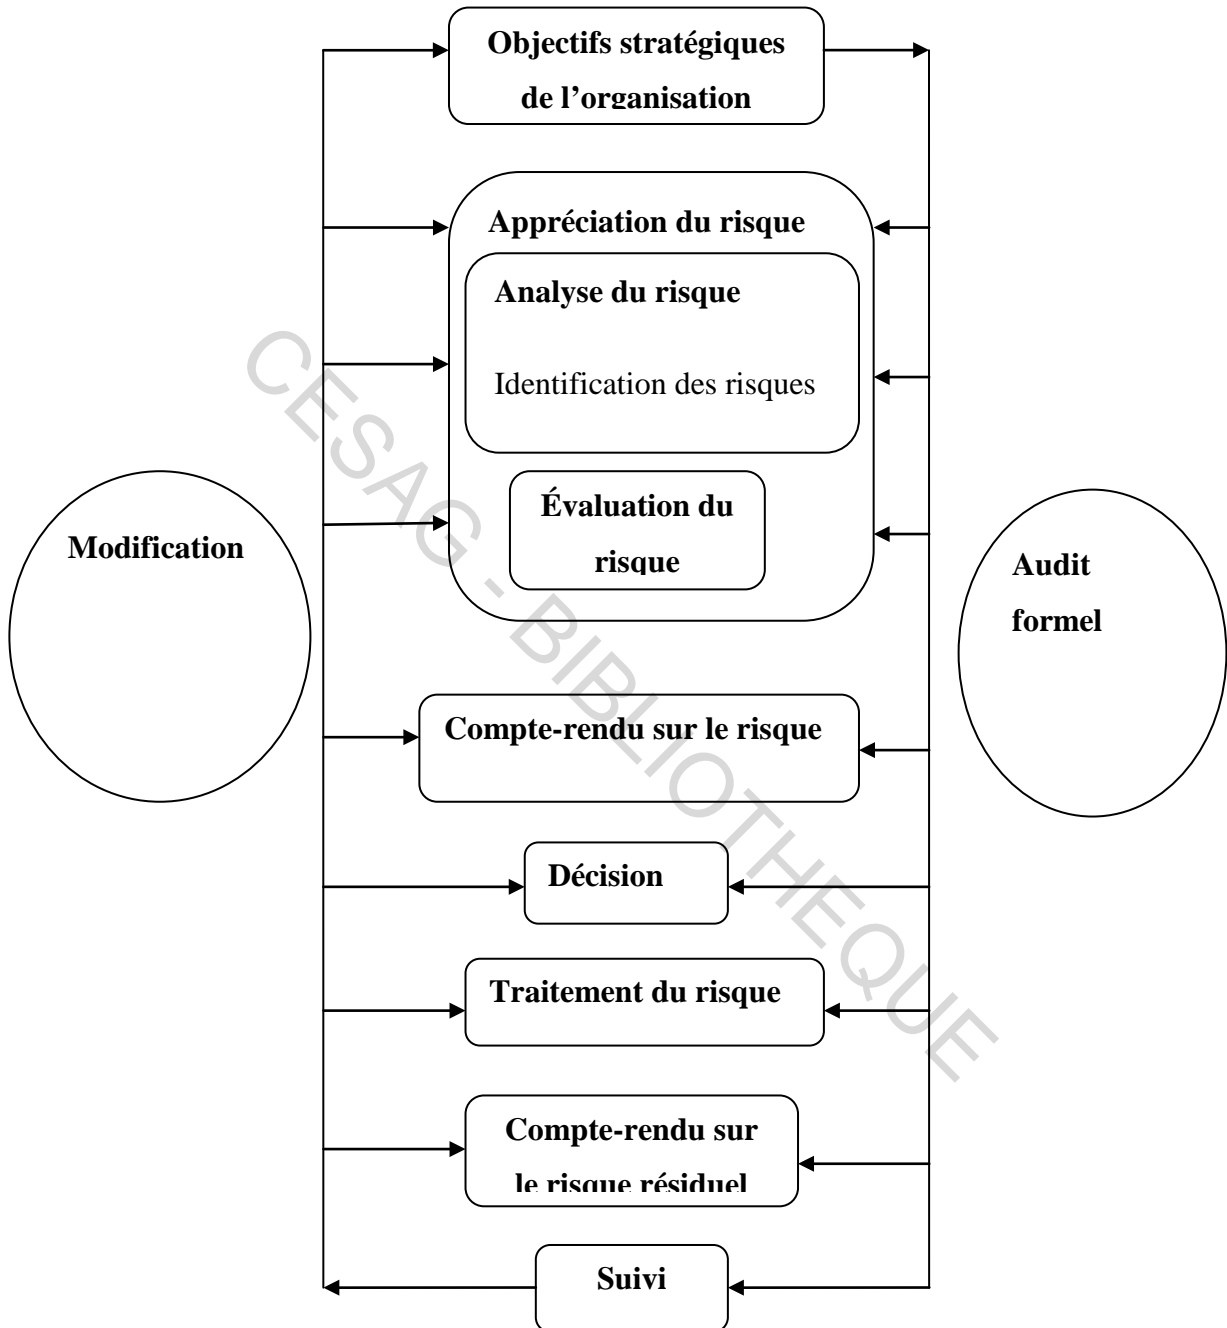 Objectifs stratégiques
de l’organisation
Appréciation du risque
Analyse du risque
Identification des risques
Évaluation du
risque
Modification
Audit
formel
Compte-rendu sur le risque
Décision
Traitement du risque
Compte-rendu sur
le risque résiduel
Suivi
CESAG - BIBLIOTHEQUE